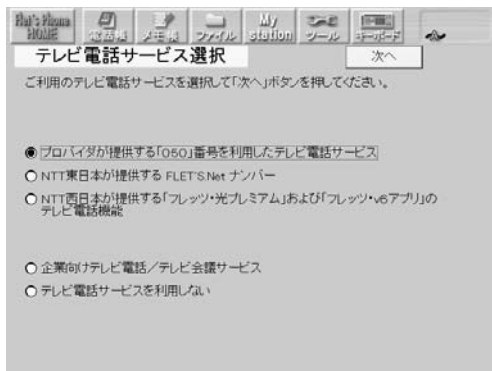 Flet's Phone
HOME
電話帳
メモ帳
ファイル
My
station
ツール
キーボード
テレビ電話サービス選択
次へ
ご利用のテレビ電話サービスを選択して「次へ」ボタンを押してください。
プロバイダが提供する「050」番号を利用したテレビ電話サービス
NTT東日本が提供する FLET'S.Net ナンバー
NTT西日本が提供する「フレッツ・光プレミアム」および「フレッツ・v6アプリ」の
テレビ電話機能
企業向けテレビ電話/テレビ会議サービス
テレビ電話サービスを利用しない